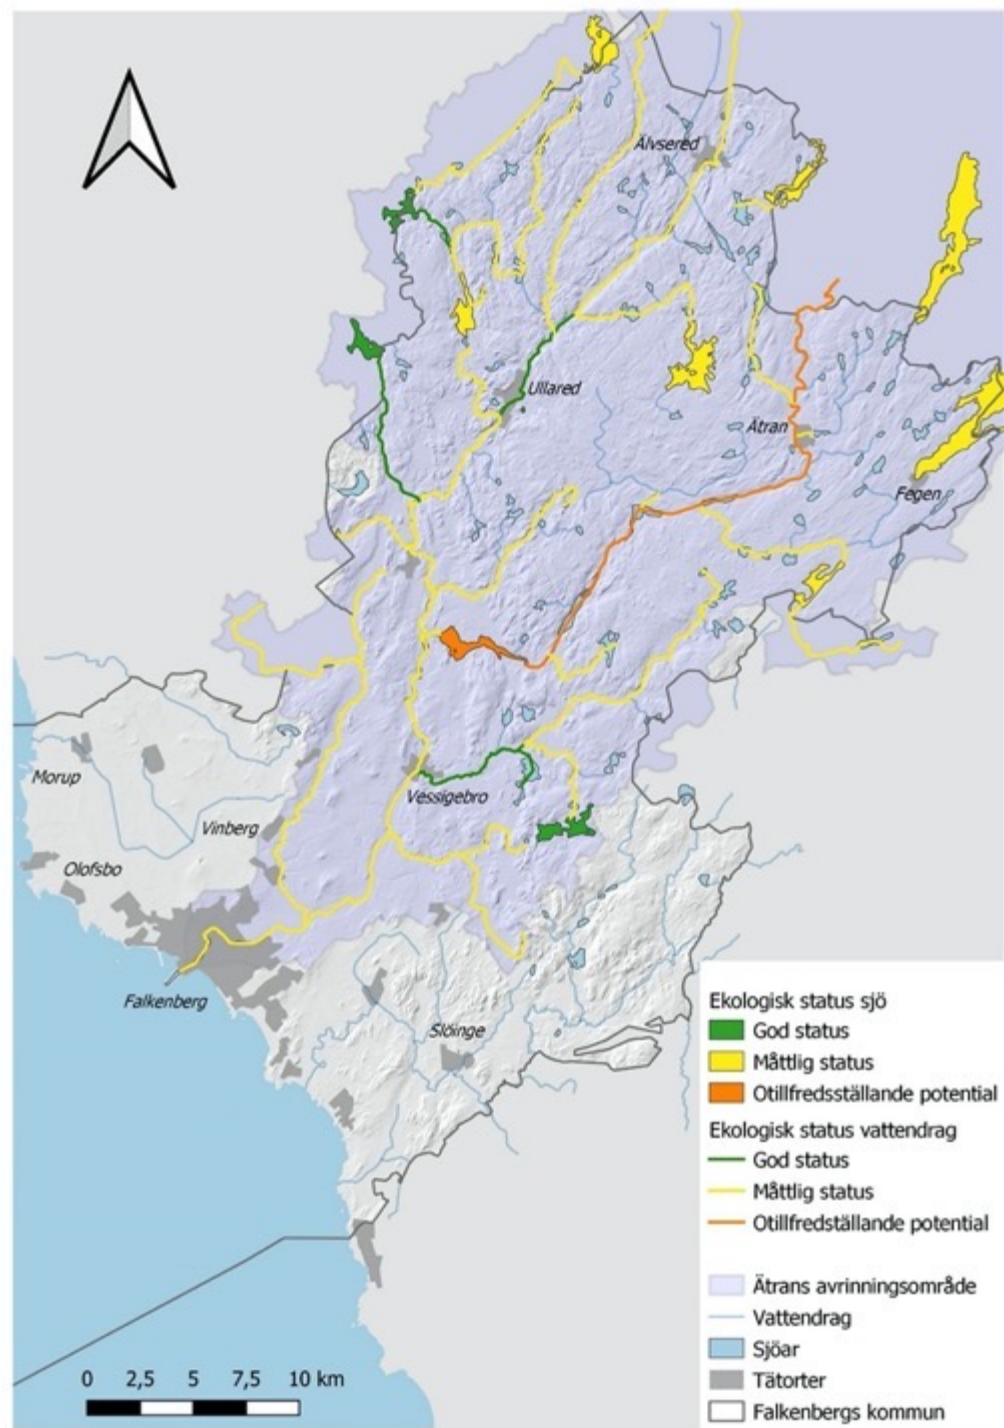 Älvsered
Ullared
Ätran
Fegen
Morup
Vessigebro
Vinberg
Olofsbo
Falkenberg
Slöinge
Ekologisk status sjö
God status
Måttlig status
Otillfredsställande potential
Ekologisk status vattendrag
God status
Måttlig status
Otillfredställande potential
Ätrans avrinningsområde
Vattendrag
Sjöar
Tätorter
Falkenbergs kommun
0 2,5 5 7,5 10 km